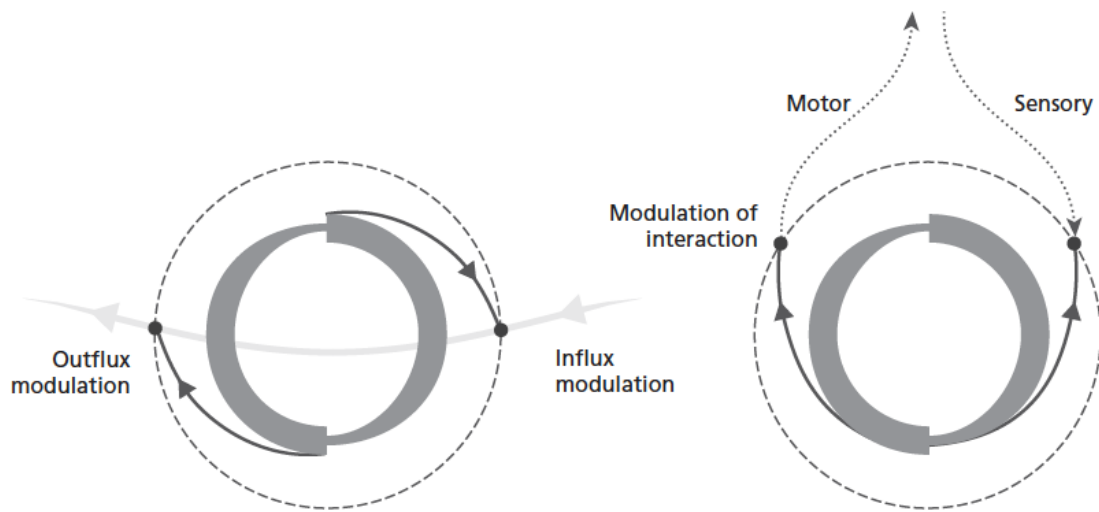 Motor
Sensory
Modulation of
interaction
Outflux
modulation
Influx
modulation